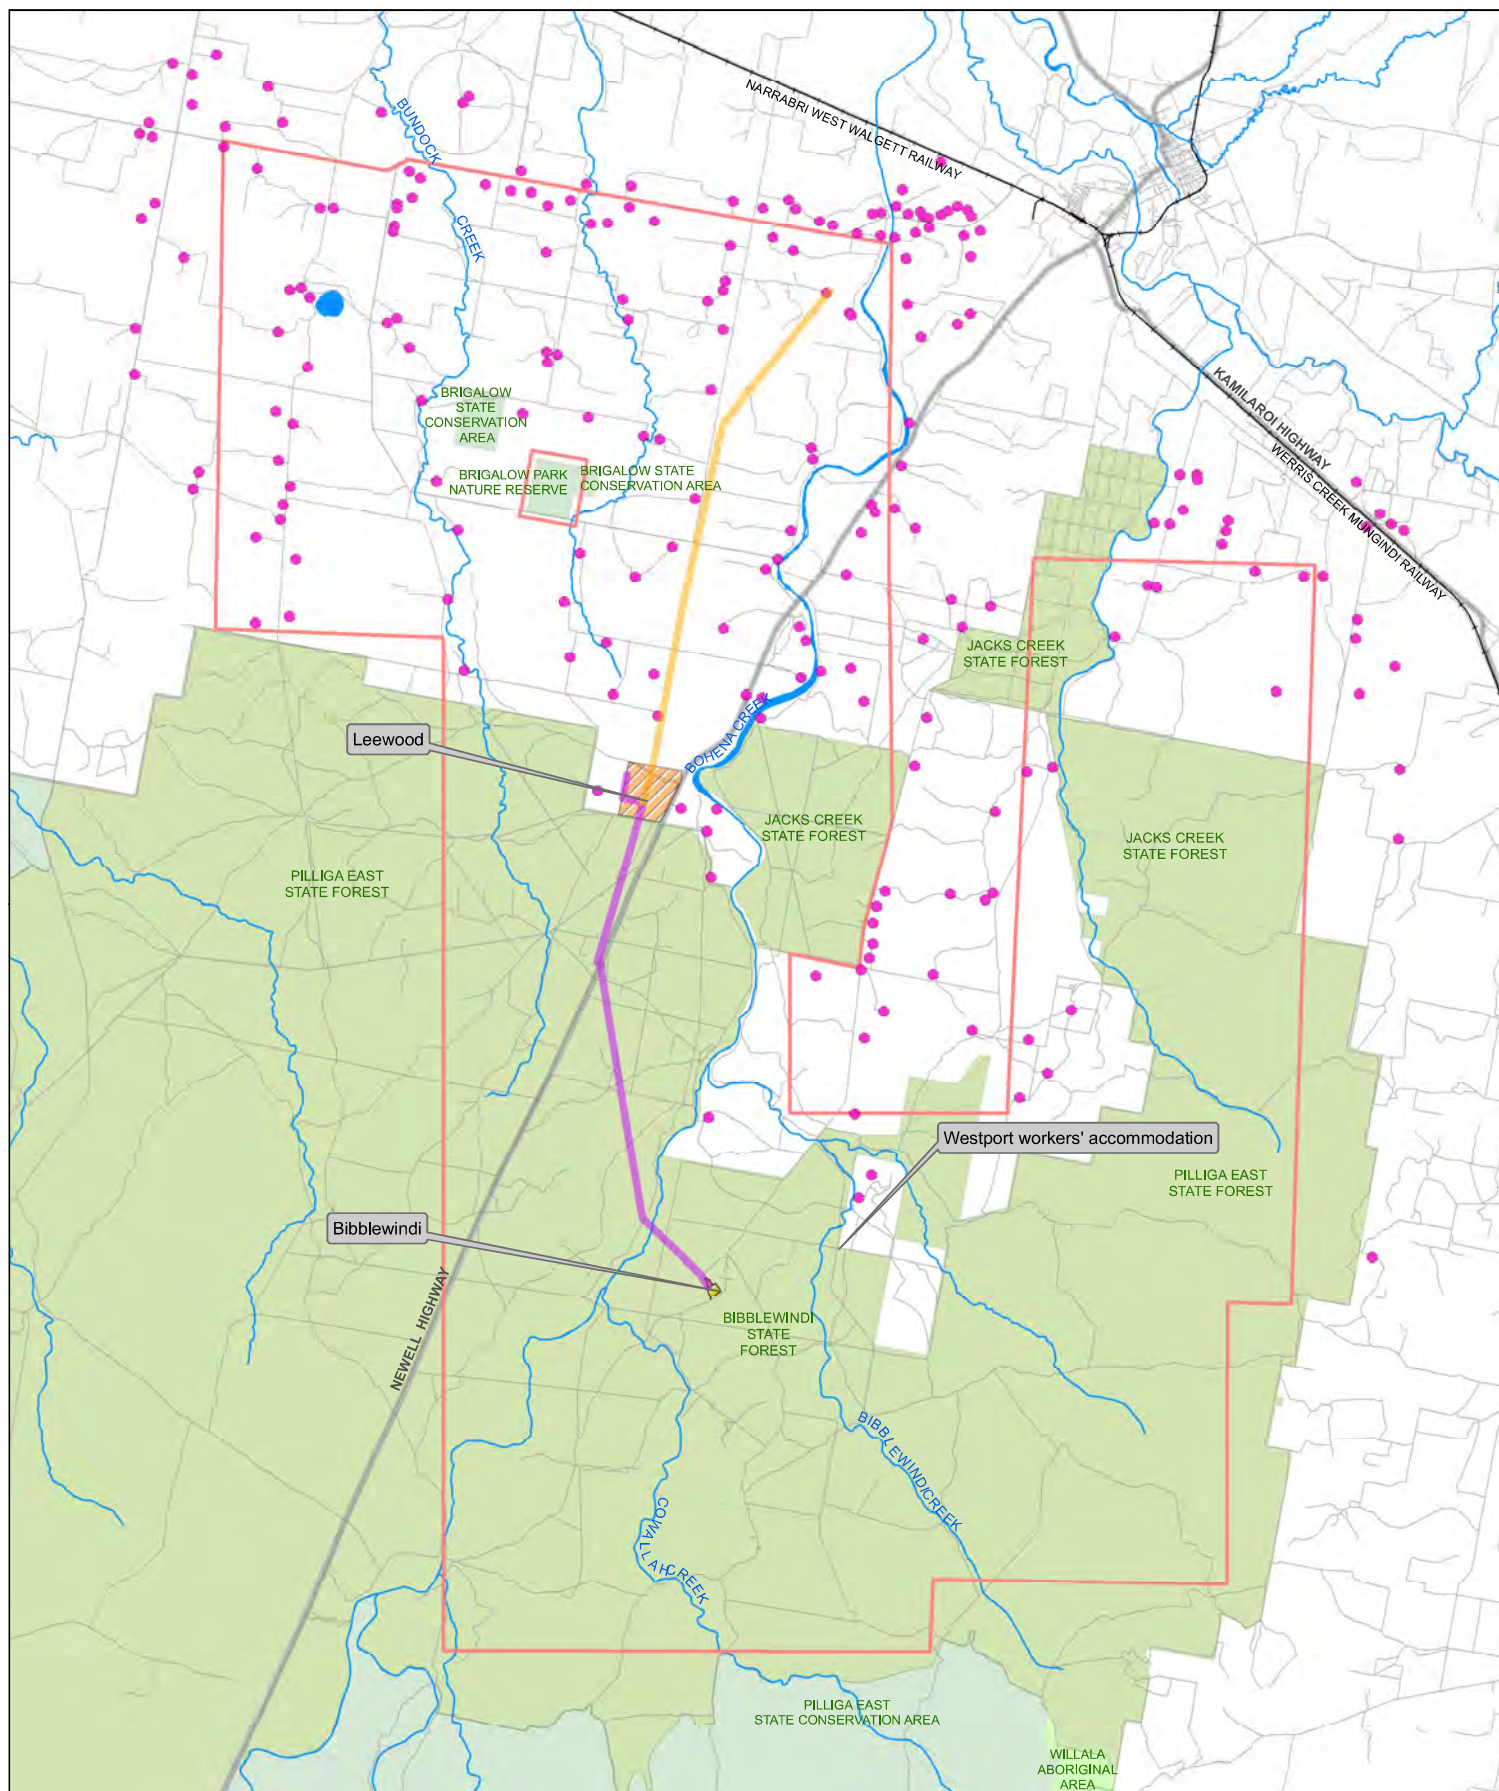 NARRABRI WEST WALGETT RAILWAY
BUNDOCK
CREEK
KAMILAROI HIGHWAY
WERRIS CREEK MUNGINDI RAILWAY
BRIGALOW
STATE
CONSERVATION
AREA
BRIGALOW PARK
NATURE RESERVE
BRIGALOW STATE
CONSERVATION AREA
JACKS CREEK
STATE FOREST
BOHENA CREEK
Leewood
JACKS CREEK
STATE FOREST
JACKS CREEK
STATE FOREST
PILLIGA EAST
STATE FOREST
Westport workers' accommodation
PILLIGA EAST
STATE FOREST
Bibblewindi
NEWELL HIGHWAY
BIBBLEWINDI
STATE
FOREST
BIBBLEWINDI CREEK
COWALLAH
CREEK
PILLIGA EAST
STATE CONSERVATION AREA
WILLALA
ABORIGINAL
AREA